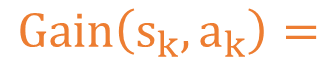 Gain(sₖ, aₖ) =